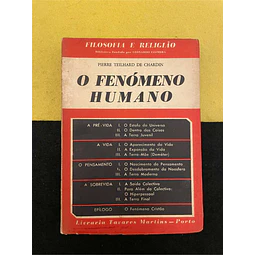 FILOSOFIA E RELIGIÃO
PIERRE TEILHARD DE CHARDIN
O FENÓMENO
HUMANO
A PRÉ-VIDA I. O Estofo do Universo
II. O Dentro das Coisas
III. A Terra Juvenil
A VIDA I. O Aparecimento da Vida
II. A Expansão da Vida
III. A Terra-Mãe (Deméter)
O PENSAMENTO I. O Nascimento do Pensamento
II. O Desdobramento da Noosfera
III. A Terra Moderna
A SOBREVIDA I. A Saída Colectiva
II. Para Além do Colectivo:
O Hiperpessoal
III. A Terra Final
EPÍLOGO O Fenómeno Cristão
Livraria Tavares Martins—Porto